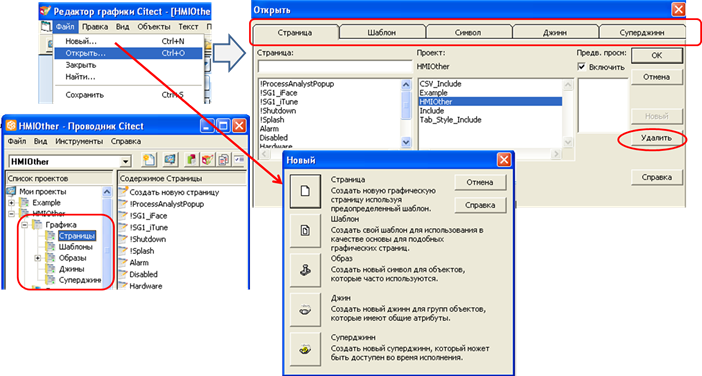 Редактор графики Citect - [HMIOther
Файл Правка Вид Объекты Текст
Новый... Ctrl+N
Открыть... Ctrl+O
Закрыть
Найти...
Сохранить Ctrl+S
Открыть
Страница Шаблон Символ Джинн Суперджинн
Страница:
!ProcessAnalystPopup
!SG1_iFace
!SG1_iTune
!Shutdown
!Splash
Alarm
Disabled
Hardware
Проект:
HMIOther
CSV_Include
Example
HMIOther
Include
Tab_Style_Include
Предв. просм:
Включить
OK
Отмена
Новый
Удалить
Справка
HMIOther - Проводник Citect
Файл Вид Инструменты Справка
HMIOther
Список проектов
Мои проекты
Example
HMIOther
Графика
Страницы
Шаблоны
Образы
Джины
Суперджинн
Содержиное Страницы
Создать новую страницу
!ProcessAnalystPopup
!SG1_iFace
!SG1_iTune
!Shutdown
!Splash
Alarm
Disabled
Hardware
Новый
Страница
Создать новую графическую
страницу используя
предопределенный шаблон.
Отмена
Справка
Шаблон
Создать свой шаблон для использования в
качестве основы для подобных
графических страниц.
Образ
Создать новый символ для объектов,
которые часто используются.
Джин
Создать новый джинн для групп объектов,
которые имеют общие атрибуты.
Суперджинн
Создать новый суперджинн, который может
быть доступен во время исполнения.